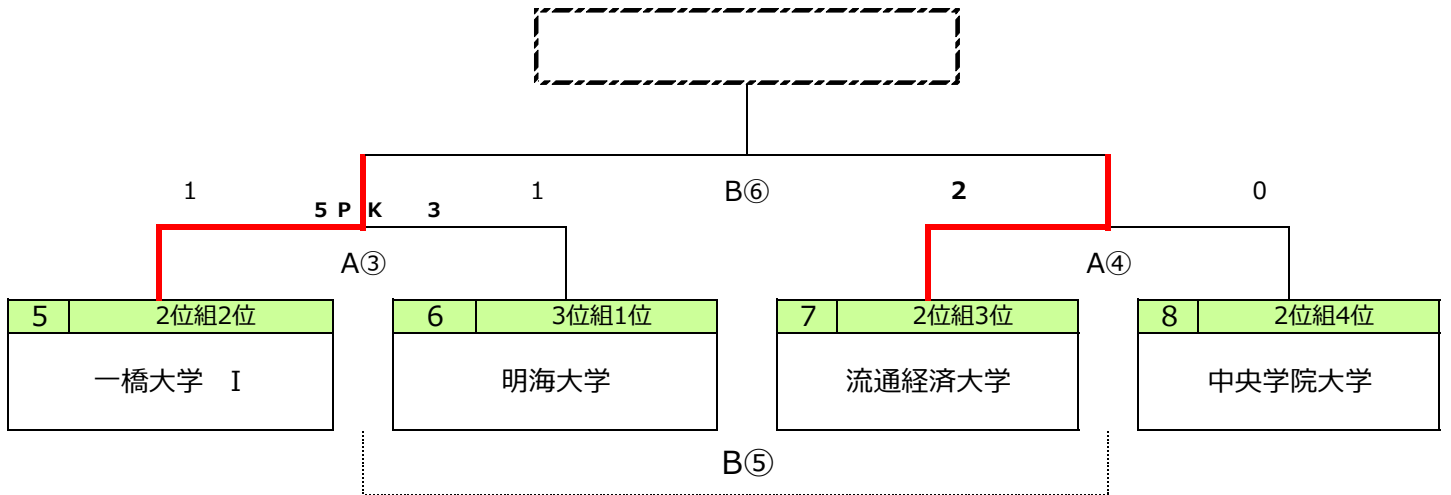 1 1 B⑥ 2 0
5 P K 3
A③ A④
5 2位組2位 6 3位組1位 7 2位組3位 8 2位組4位
一橋大学　I 明海大学 流通経済大学 中央学院大学
B⑤